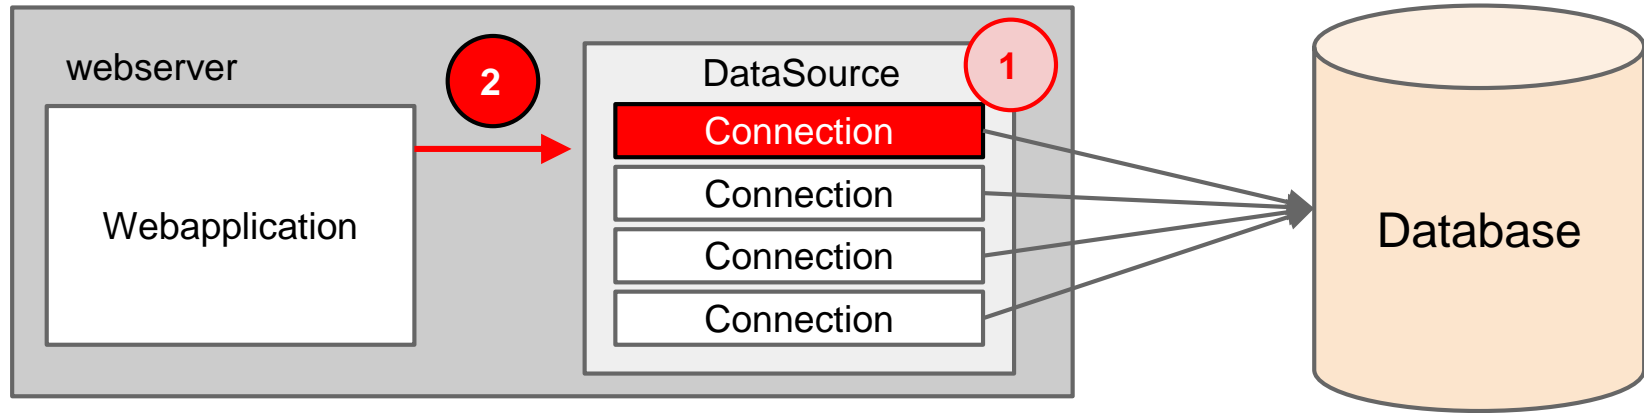 webserver
2
DataSource
1
Connection
Connection
Webapplication
Connection
Connection
Database